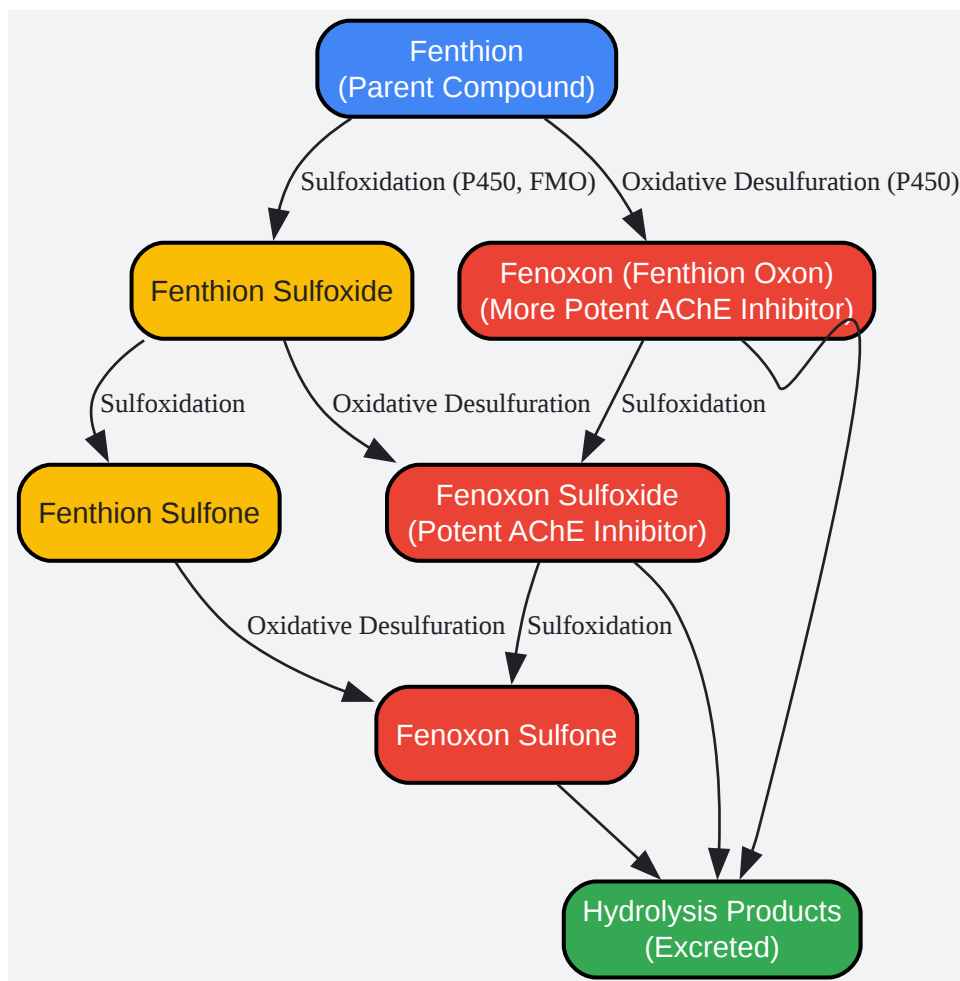 Fenthion
(Parent Compound)
Sulfoxidation (P450, FMO)
Oxidative Desulfuration (P450)
Fenthion Sulfoxide
Fenoxon (Fenthion Oxon)
(More Potent AChE Inhibitor)
Sulfoxidation
Oxidative Desulfuration
Sulfoxidation
Fenthion Sulfone
Fenoxon Sulfoxide
(Potent AChE Inhibitor)
Oxidative Desulfuration
Sulfoxidation
Fenoxon Sulfone
Hydrolysis Products
(Excreted)